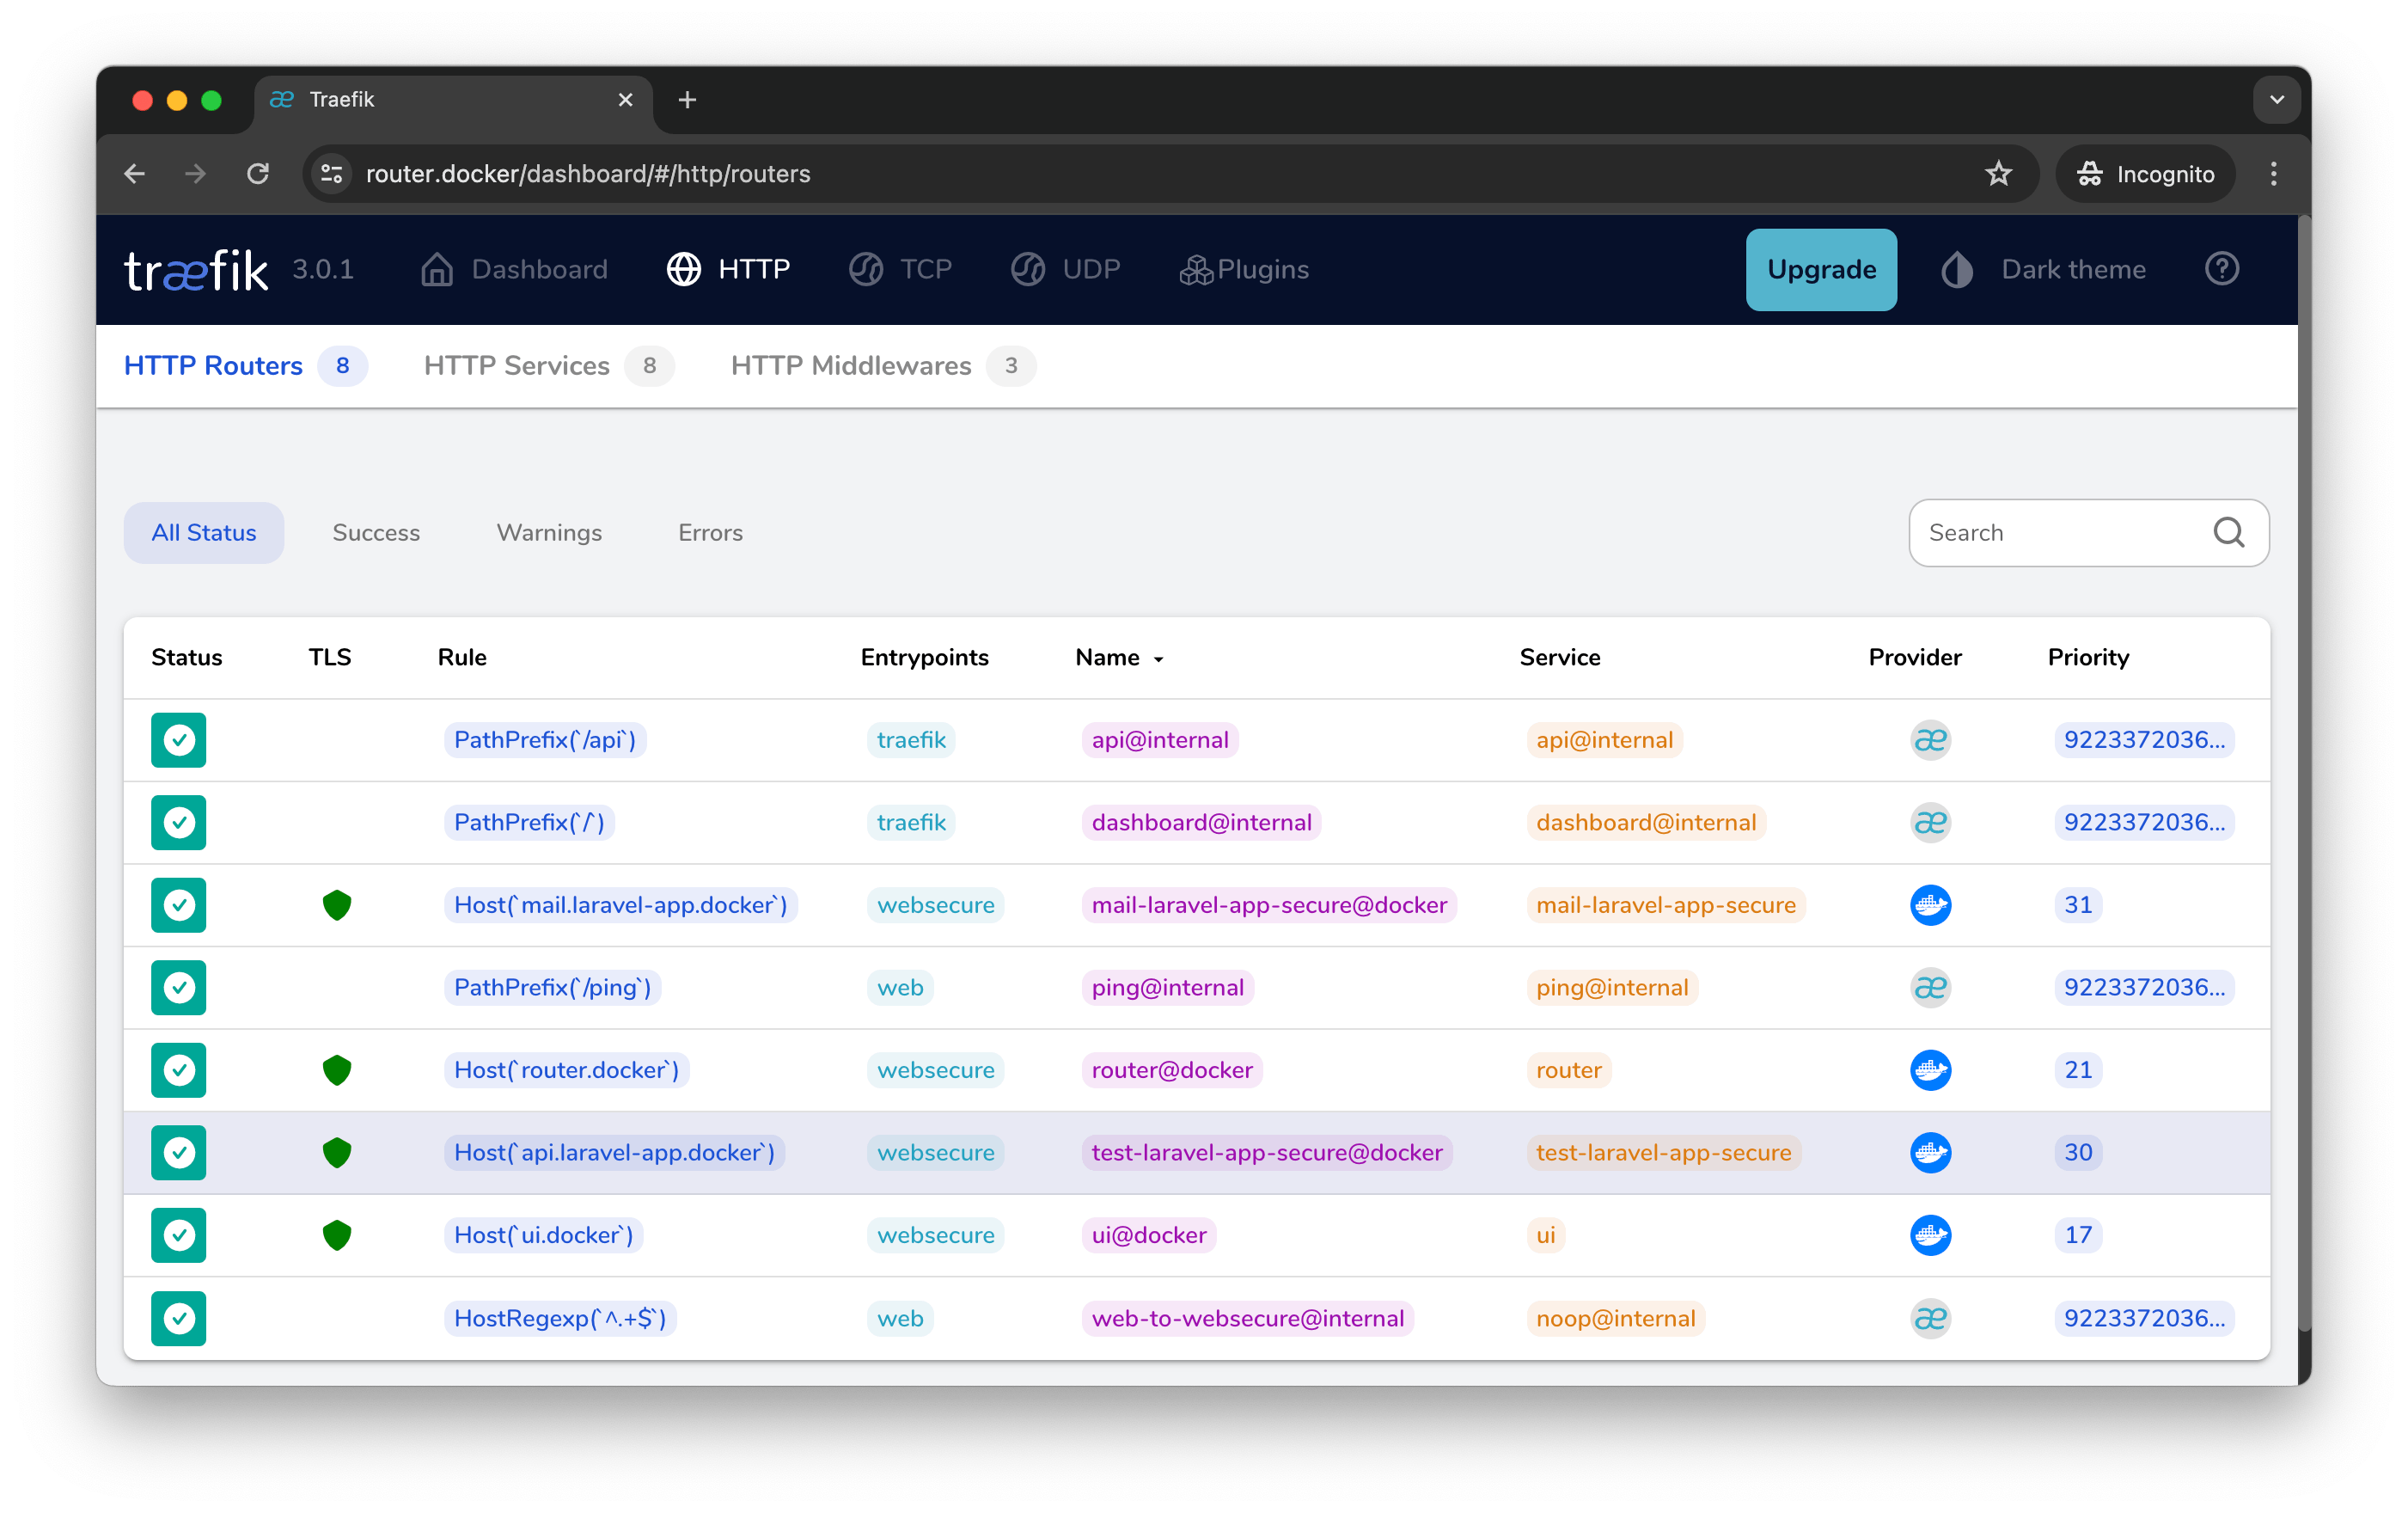 Traefik
router.docker/dashboard/#/http/routers
Incognito
træfik 3.0.1 Dashboard HTTP TCP UDP Plugins Upgrade Dark theme
HTTP Routers 8 HTTP Services 8 HTTP Middlewares 3
All Status Success Warnings Errors Search
Status TLS Rule Entrypoints Name Service Provider Priority
PathPrefix(`/api`) traefik api@internal api@internal 9223372036...
PathPrefix(`/`) traefik dashboard@internal dashboard@internal 9223372036...
Host(`mail.laravel-app.docker`) websecure mail-laravel-app-secure@docker mail-laravel-app-secure 31
PathPrefix(`/ping`) web ping@internal ping@internal 9223372036...
Host(`router.docker`) websecure router@docker router 21
Host(`api.laravel-app.docker`) websecure test-laravel-app-secure@docker test-laravel-app-secure 30
Host(`ui.docker`) websecure ui@docker ui 17
HostRegexp(`^.+$`) web web-to-websecure@internal noop@internal 9223372036...